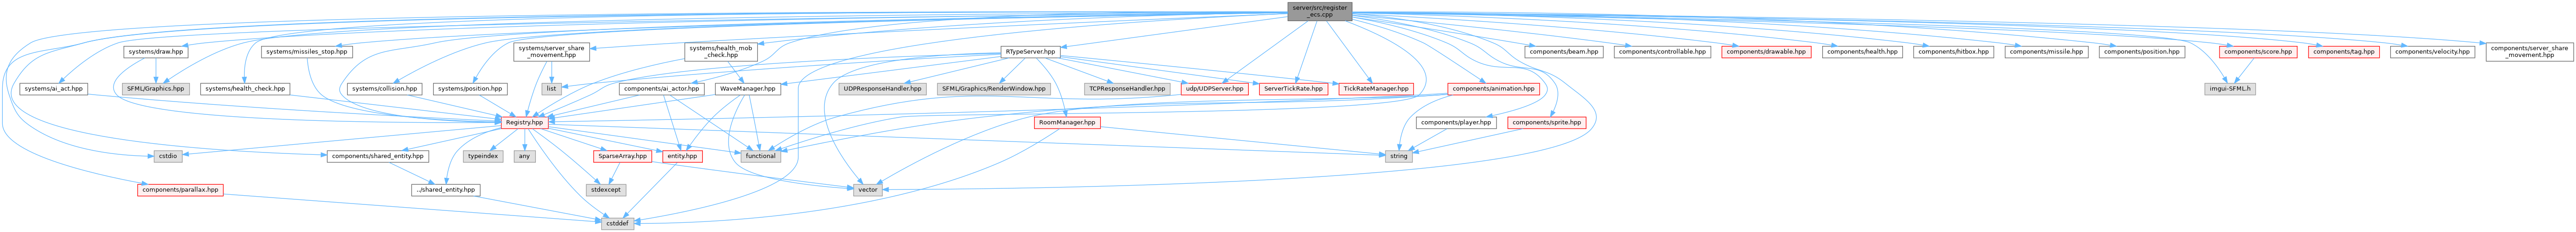 server/src/register
_ecs.cpp
systems/draw.hpp
systems/missiles_stop.hpp
systems/server_share
_movement.hpp
systems/health_mob
_check.hpp
RTypeServer.hpp
components/beam.hpp
components/controllable.hpp
components/drawable.hpp
components/health.hpp
components/hitbox.hpp
components/missile.hpp
components/position.hpp
components/score.hpp
components/tag.hpp
components/velocity.hpp
components/server_share
_movement.hpp
systems/ai_act.hpp
SFML/Graphics.hpp
systems/health_check.hpp
systems/collision.hpp
systems/position.hpp
list
components/ai_actor.hpp
WaveManager.hpp
UDPResponseHandler.hpp
SFML/Graphics/RenderWindow.hpp
TCPResponseHandler.hpp
udp/UDPServer.hpp
ServerTickRate.hpp
TickRateManager.hpp
components/animation.hpp
imgui-SFML.h
Registry.hpp
RoomManager.hpp
components/player.hpp
components/sprite.hpp
cstdio
components/shared_entity.hpp
typeindex
any
SparseArray.hpp
entity.hpp
functional
string
components/parallax.hpp
../shared_entity.hpp
stdexcept
vector
cstddef